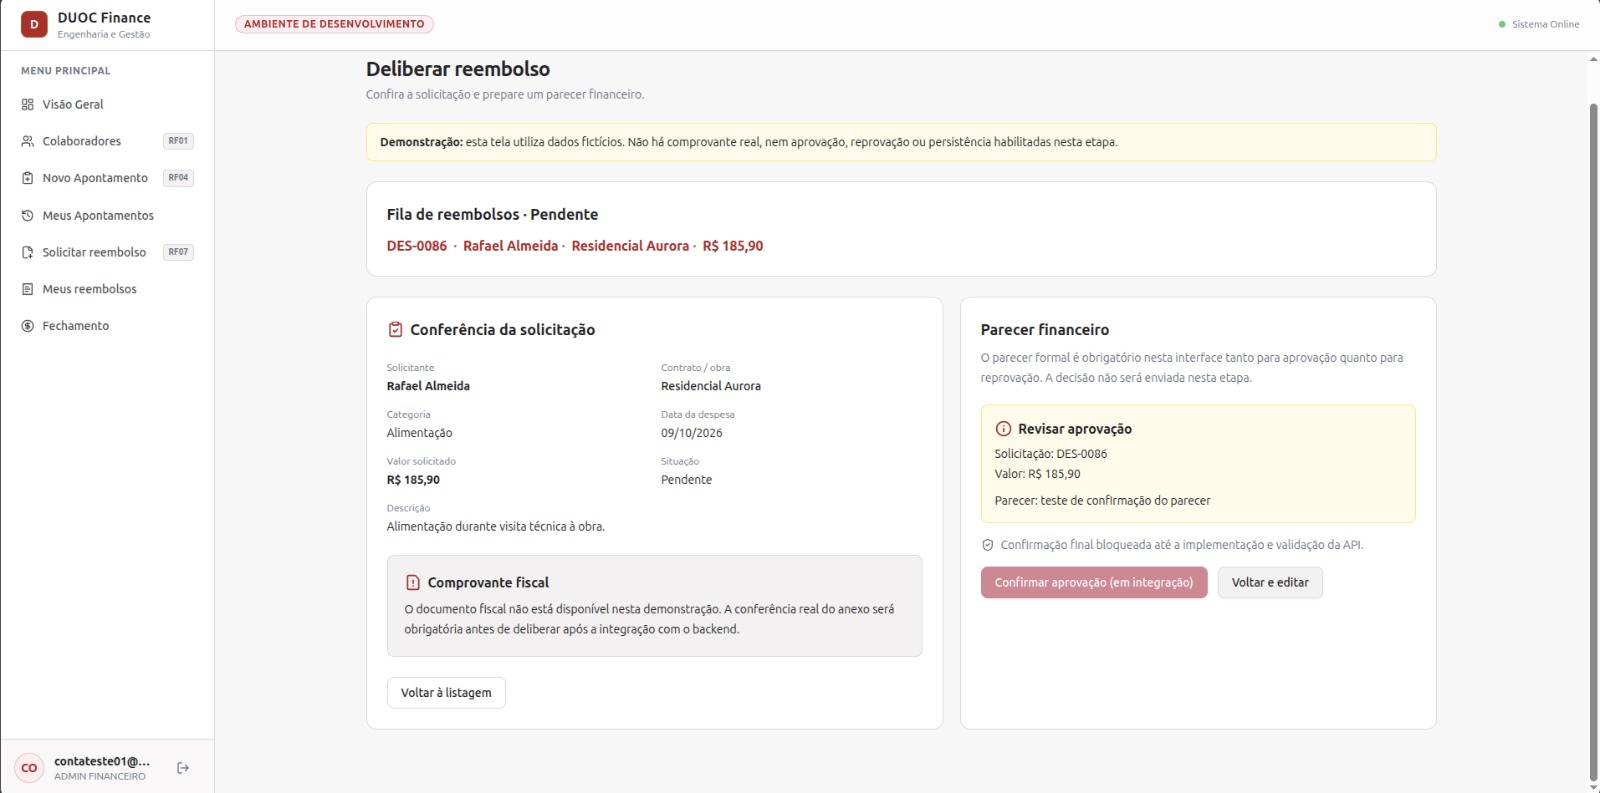 D
DUOC Finance
Engenharia e Gestão
AMBIENTE DE DESENVOLVIMENTO
Sistema Online
MENU PRINCIPAL
Visão Geral
Colaboradores RF01
Novo Apontamento RF04
Meus Apontamentos
Solicitar reembolso RF07
Meus reembolsos
Fechamento
Deliberar reembolso
Confira a solicitação e prepare um parecer financeiro.
Demonstração: esta tela utiliza dados fictícios. Não há comprovante real, nem aprovação, reprovação ou persistência habilitadas nesta etapa.
Fila de reembolsos · Pendente
DES-0086 · Rafael Almeida · Residencial Aurora · R$ 185,90
Conferência da solicitação
Solicitante
Rafael Almeida
Contrato / obra
Residencial Aurora
Categoria
Alimentação
Data da despesa
09/10/2026
Valor solicitado
R$ 185,90
Situação
Pendente
Descrição
Alimentação durante visita técnica à obra.
Comprovante fiscal
O documento fiscal não está disponível nesta demonstração. A conferência real do anexo será
obrigatória antes de deliberar após a integração com o backend.
Voltar à listagem
Parecer financeiro
O parecer formal é obrigatório nesta interface tanto para aprovação quanto para
reprovação. A decisão não será enviada nesta etapa.
Revisar aprovação
Solicitação: DES-0086
Valor: R$ 185,90
Parecer: teste de confirmação do parecer
Confirmação final bloqueada até a implementação e validação da API.
Confirmar aprovação (em integração)
Voltar e editar
CO
contateste01@...
ADMIN FINANCEIRO